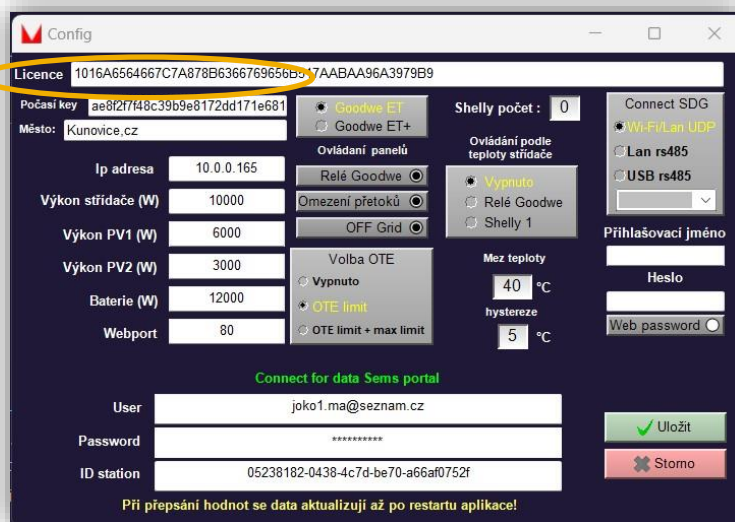 Config
Licence 1016A6564667C7A878B6366769656B547AABAA96A3979B9
Počasí key ae8f2f7f48c39b9e8172dd171e681
Město: Kunovice,cz
Ip adresa 10.0.0.165
Výkon střídače (W) 10000
Výkon PV1 (W) 6000
Výkon PV2 (W) 3000
Baterie (W) 12000
Webport 80
Goodwe ET
Goodwe ET+
Ovládaní panelů
Relé Goodwe
Omezení přetoků
OFF Grid
Volba OTE
Vypnuto
OTE limit
OTE limit + max limit
Shelly počet : 0
Ovládání podle
teploty střídače
Vypnuto
Relé Goodwe
Shelly 1
Mez teploty
40 °C
hystereze
5 °C
Connect SDG
Wi-Fi/Lan UDP
Lan rs485
USB rs485
Přihlašovací jméno
Heslo
Web password
Connect for data Sems portal
User joko1.ma@seznam.cz
Password **********
ID station 05238182-0438-4c7d-be70-a66af0752f
Uložit
Storno
Při přepsání hodnot se data aktualizují až po restartu aplikace!